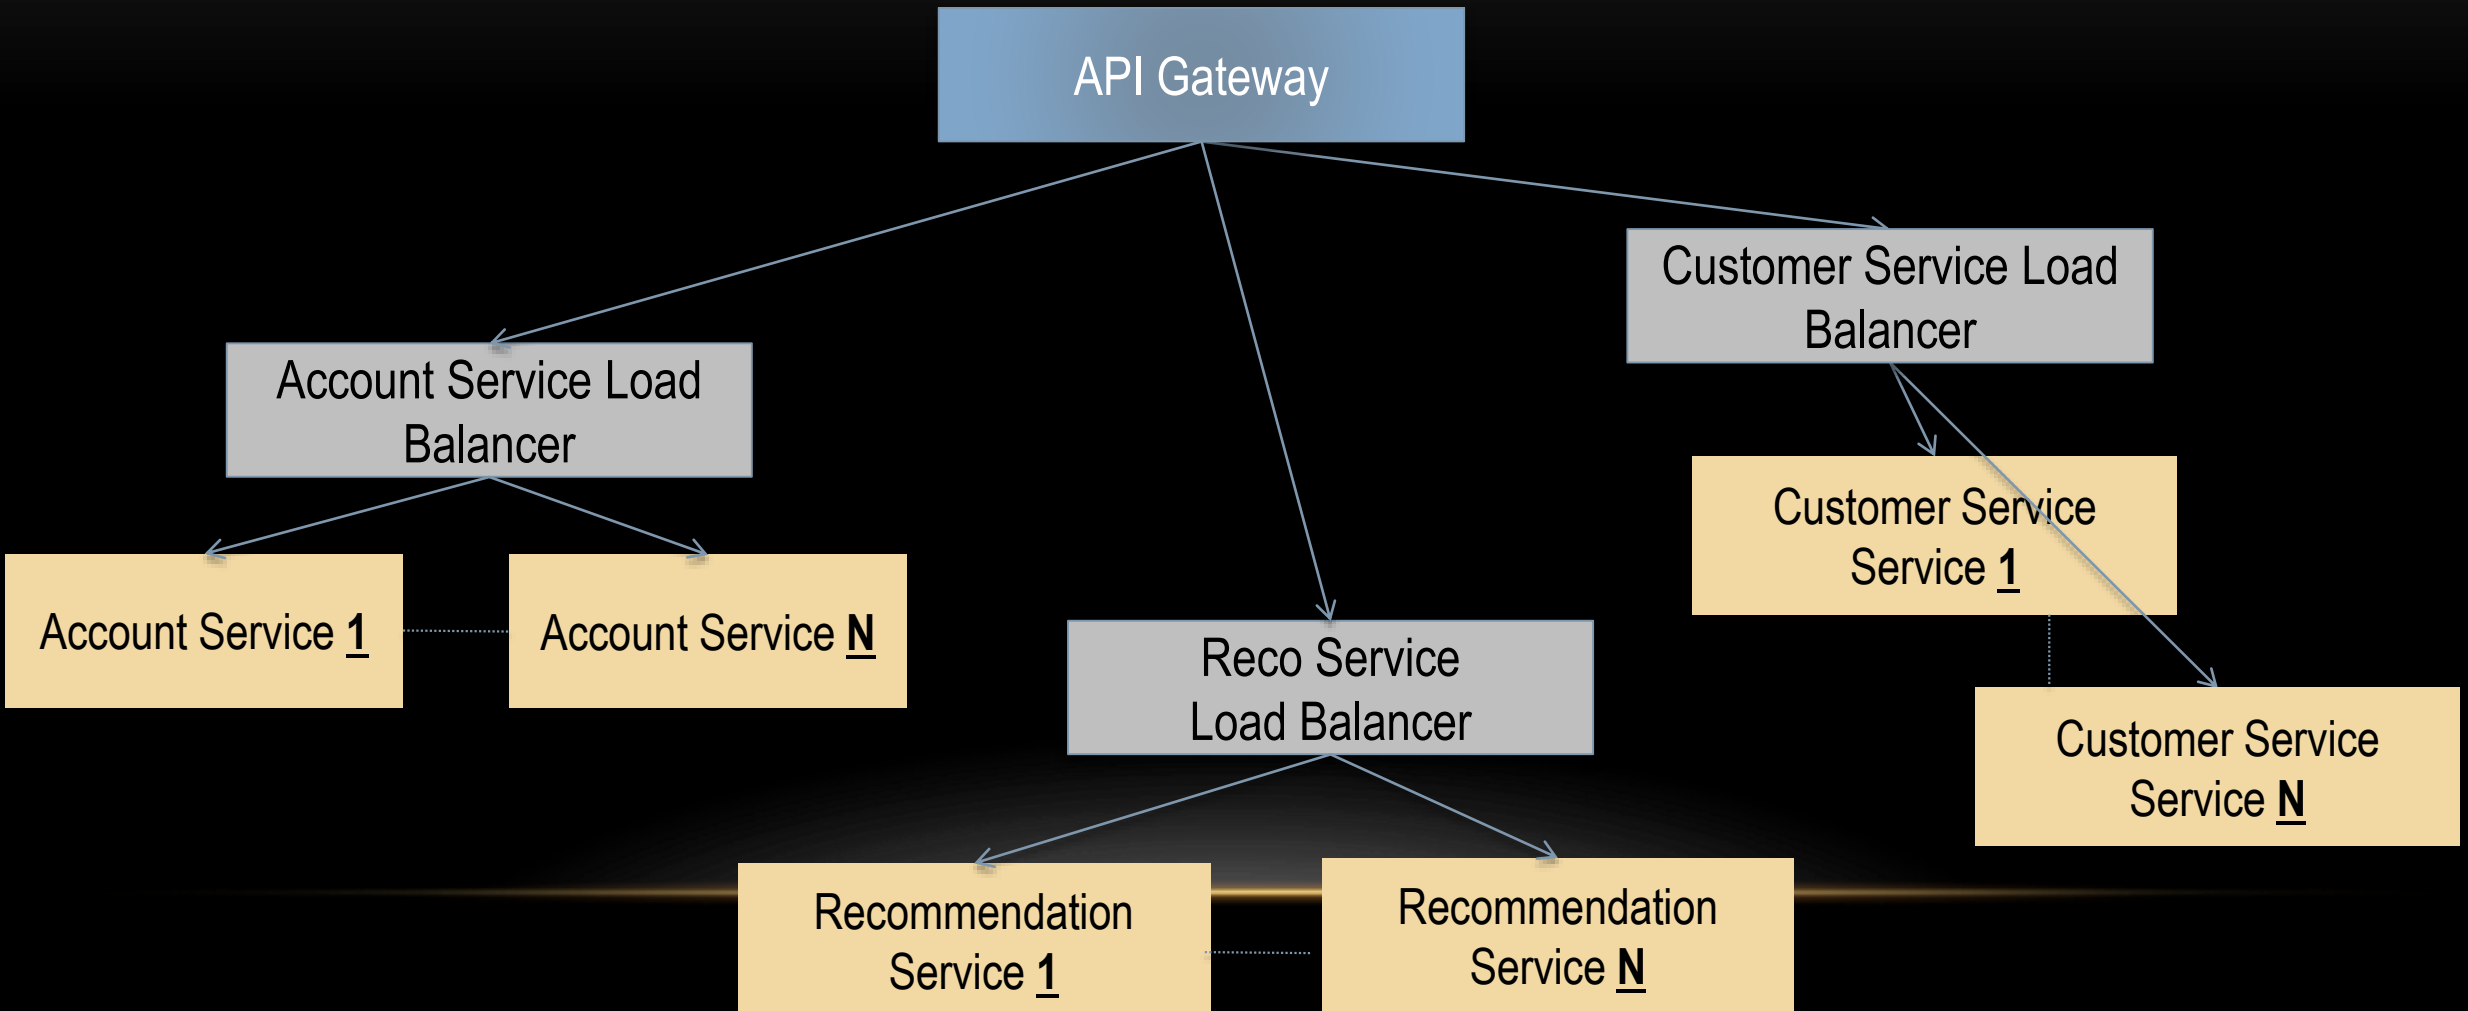 API Gateway
Customer Service Load
Balancer
Account Service Load
Balancer
Customer Service
Service 1
Account Service 1
Account Service N
Reco Service
Load Balancer
Customer Service
Service N
Recommendation
Service 1
Recommendation
Service N